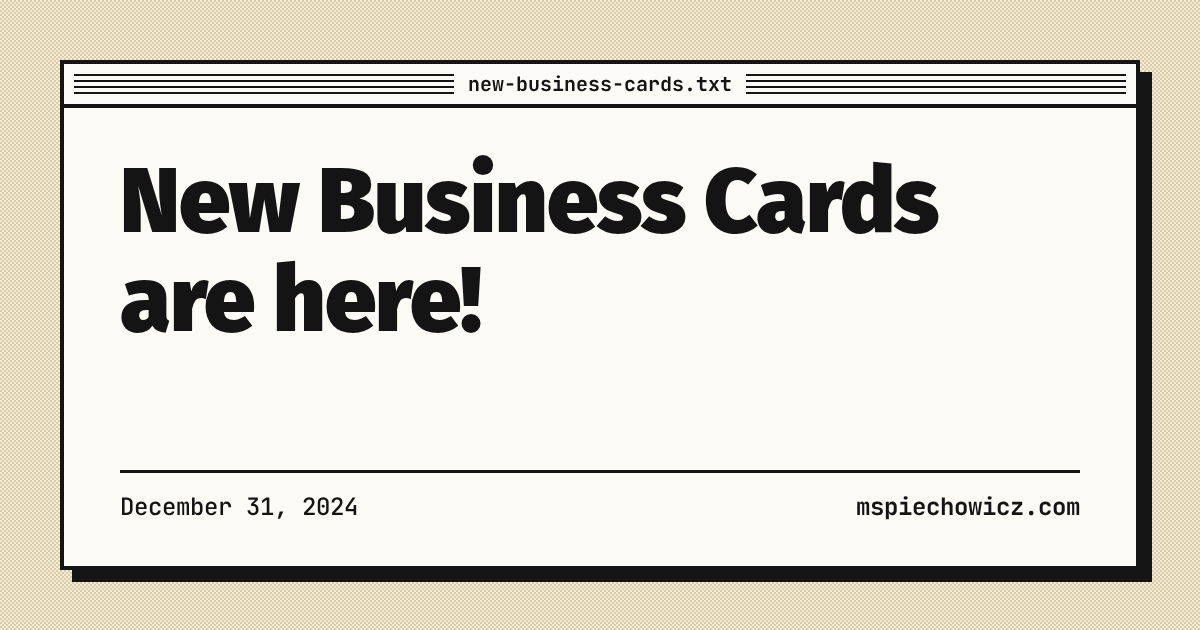 new-business-cards.txt
New Business Cards
are here!
December 31, 2024
mspiechowicz.com